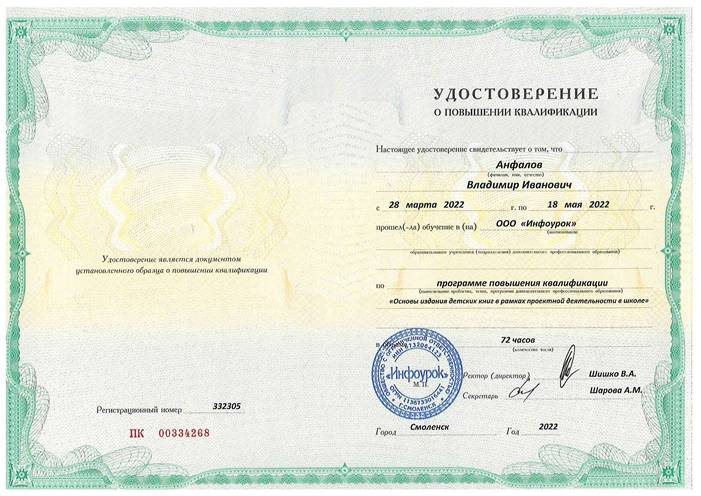 Удостоверение является документом
установленного образца о повышении квалификации
Регистрационный номер 332305
ПК 00334268
УДОСТОВЕРЕНИЕ
О ПОВЫШЕНИИ КВАЛИФИКАЦИИ
Настоящее удостоверение свидетельствует о том, что
Анфалов
(фамилия, имя, отчество)
Владимир Иванович
с 28 марта 2022 г. по 18 мая 2022 г.
прошел(-ла) обучение в (на) ООО «Инфоурок»
(наименование)
образовательного учреждения (подразделения) дополнительного профессионального образования)
по программе повышения квалификации
(наименование проблемы, темы, программы дополнительного профессионального образования)
«Основы издания детских книг в рамках проектной деятельности в школе»
72 часов
(количество часов)
ОБЩЕСТВО С ОГРАНИЧЕННОЙ ОТВЕТСТВЕННОСТЬЮ
«Инфоурок»
М.П.
Г.СМОЛЕНСК
Ректор (директор) Шишко В.А.
Секретарь Шарова А.М.
Город Смоленск Год 2022